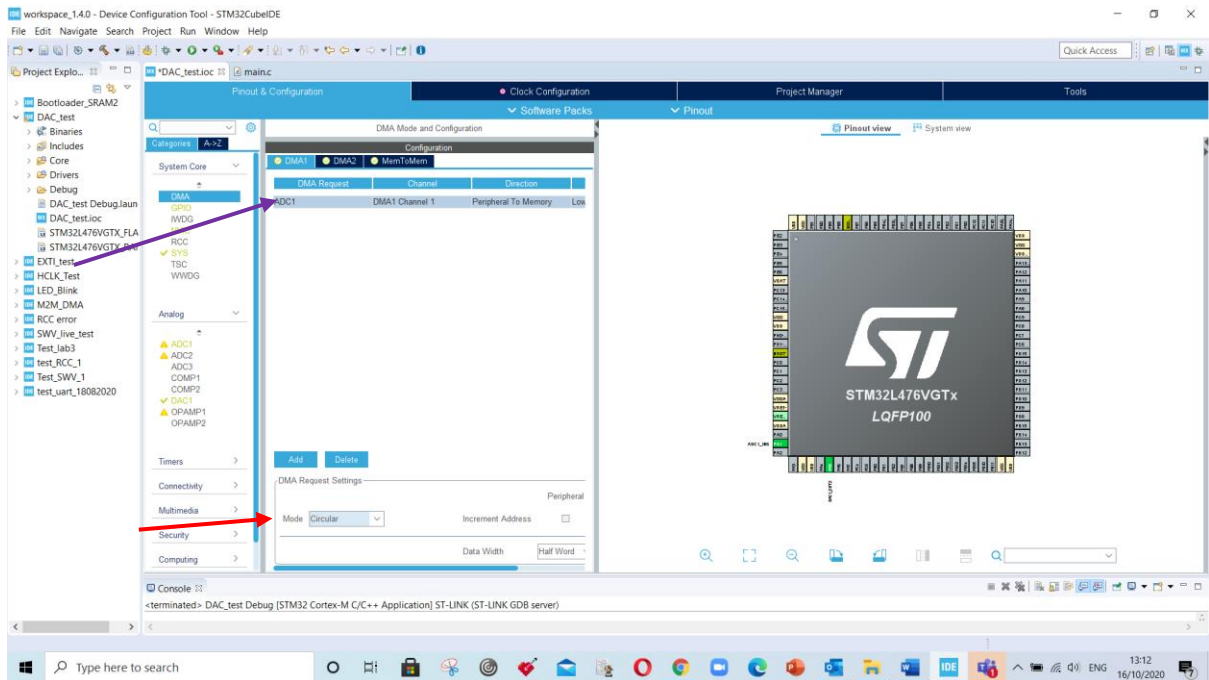 workspace_1.4.0 - Device Configuration Tool - STM32CubeIDE
File Edit Navigate Search Project Run Window Help
Quick Access
Project Explo...
*DAC_test.ioc
main.c
Bootloader_SRAM2
DAC_test
Binaries
Includes
Core
Drivers
Debug
DAC_test Debug.laun
DAC_test.ioc
STM32L476VGTX_FLA
STM32L476VGTX_RA
EXTI_test
HCLK_Test
LED_Blink
M2M_DMA
RCC error
SWV_live_test
Test_lab3
test_RCC_1
Test_SWV_1
test_uart_18082020
Pinout & Configuration
Clock Configuration
Project Manager
Tools
Software Packs
Pinout
Categories A->Z
System Core
DMA
GPIO
IWDG
RCC
SYS
TSC
WWDG
Analog
ADC1
ADC2
ADC3
COMP1
COMP2
DAC1
OPAMP1
OPAMP2
Timers
Connectivity
Multimedia
Security
Computing
DMA Mode and Configuration
Configuration
DMA1 DMA2 MemToMem
DMA Request Channel Direction
ADC1 DMA1 Channel 1 Peripheral To Memory Low
Add Delete
DMA Request Settings
Peripheral
Mode Circular Increment Address
Data Width Half Word
Pinout view System view
STM32L476VGTx
LQFP100
Console
<terminated> DAC_test Debug [STM32 Cortex-M C/C++ Application] ST-LINK (ST-LINK GDB server)
Type here to search
IDE
ENG
13:12
16/10/2020